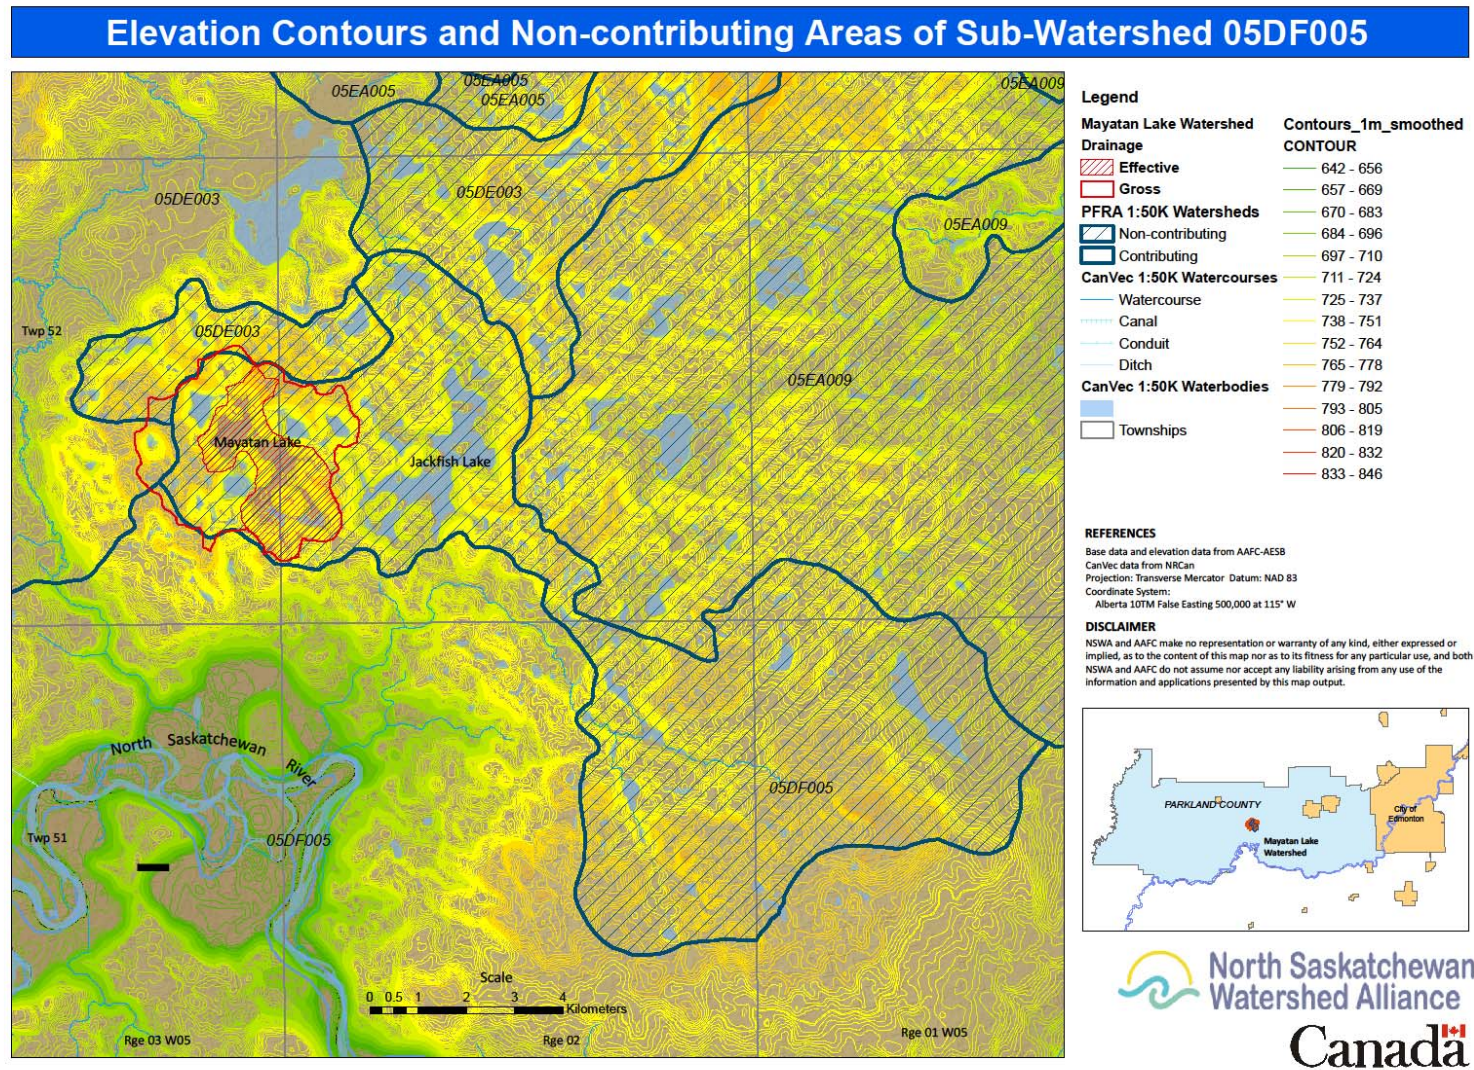 Elevation Contours and Non-contributing Areas of Sub-Watershed 05DF005
05EA005
05EA005
05EA005
05EA009
05DE003
05DE003
05EA009
Twp 52
05DE003
05EA009
Mayatan Lake
Jackfish Lake
North Saskatchewan River
05DF005
Twp 51
05DF005
Scale
0 0.5 1 2 3 4
Kilometers
Rge 03 W05
Rge 02
Rge 01 W05
Legend
Mayatan Lake Watershed
Drainage
Effective
Gross
PFRA 1:50K Watersheds
Non-contributing
Contributing
CanVec 1:50K Watercourses
Watercourse
Canal
Conduit
Ditch
CanVec 1:50K Waterbodies
Townships
Contours_1m_smoothed
CONTOUR
642 - 656
657 - 669
670 - 683
684 - 696
697 - 710
711 - 724
725 - 737
738 - 751
752 - 764
765 - 778
779 - 792
793 - 805
806 - 819
820 - 832
833 - 846
REFERENCES
Base data and elevation data from AAFC-AESB
CanVec data from NRCan
Projection: Transverse Mercator Datum: NAD 83
Coordinate System:
Alberta 10TM False Easting 500,000 at 115° W
DISCLAIMER
NSWA and AAFC make no representation or warranty of any kind, either expressed or
implied, as to the content of this map nor as to its fitness for any particular use, and both
NSWA and AAFC do not assume nor accept any liability arising from any use of the
information and applications presented by this map output.
PARKLAND COUNTY
City of
Edmonton
Mayatan Lake
Watershed
North Saskatchewan
Watershed Alliance
Canada